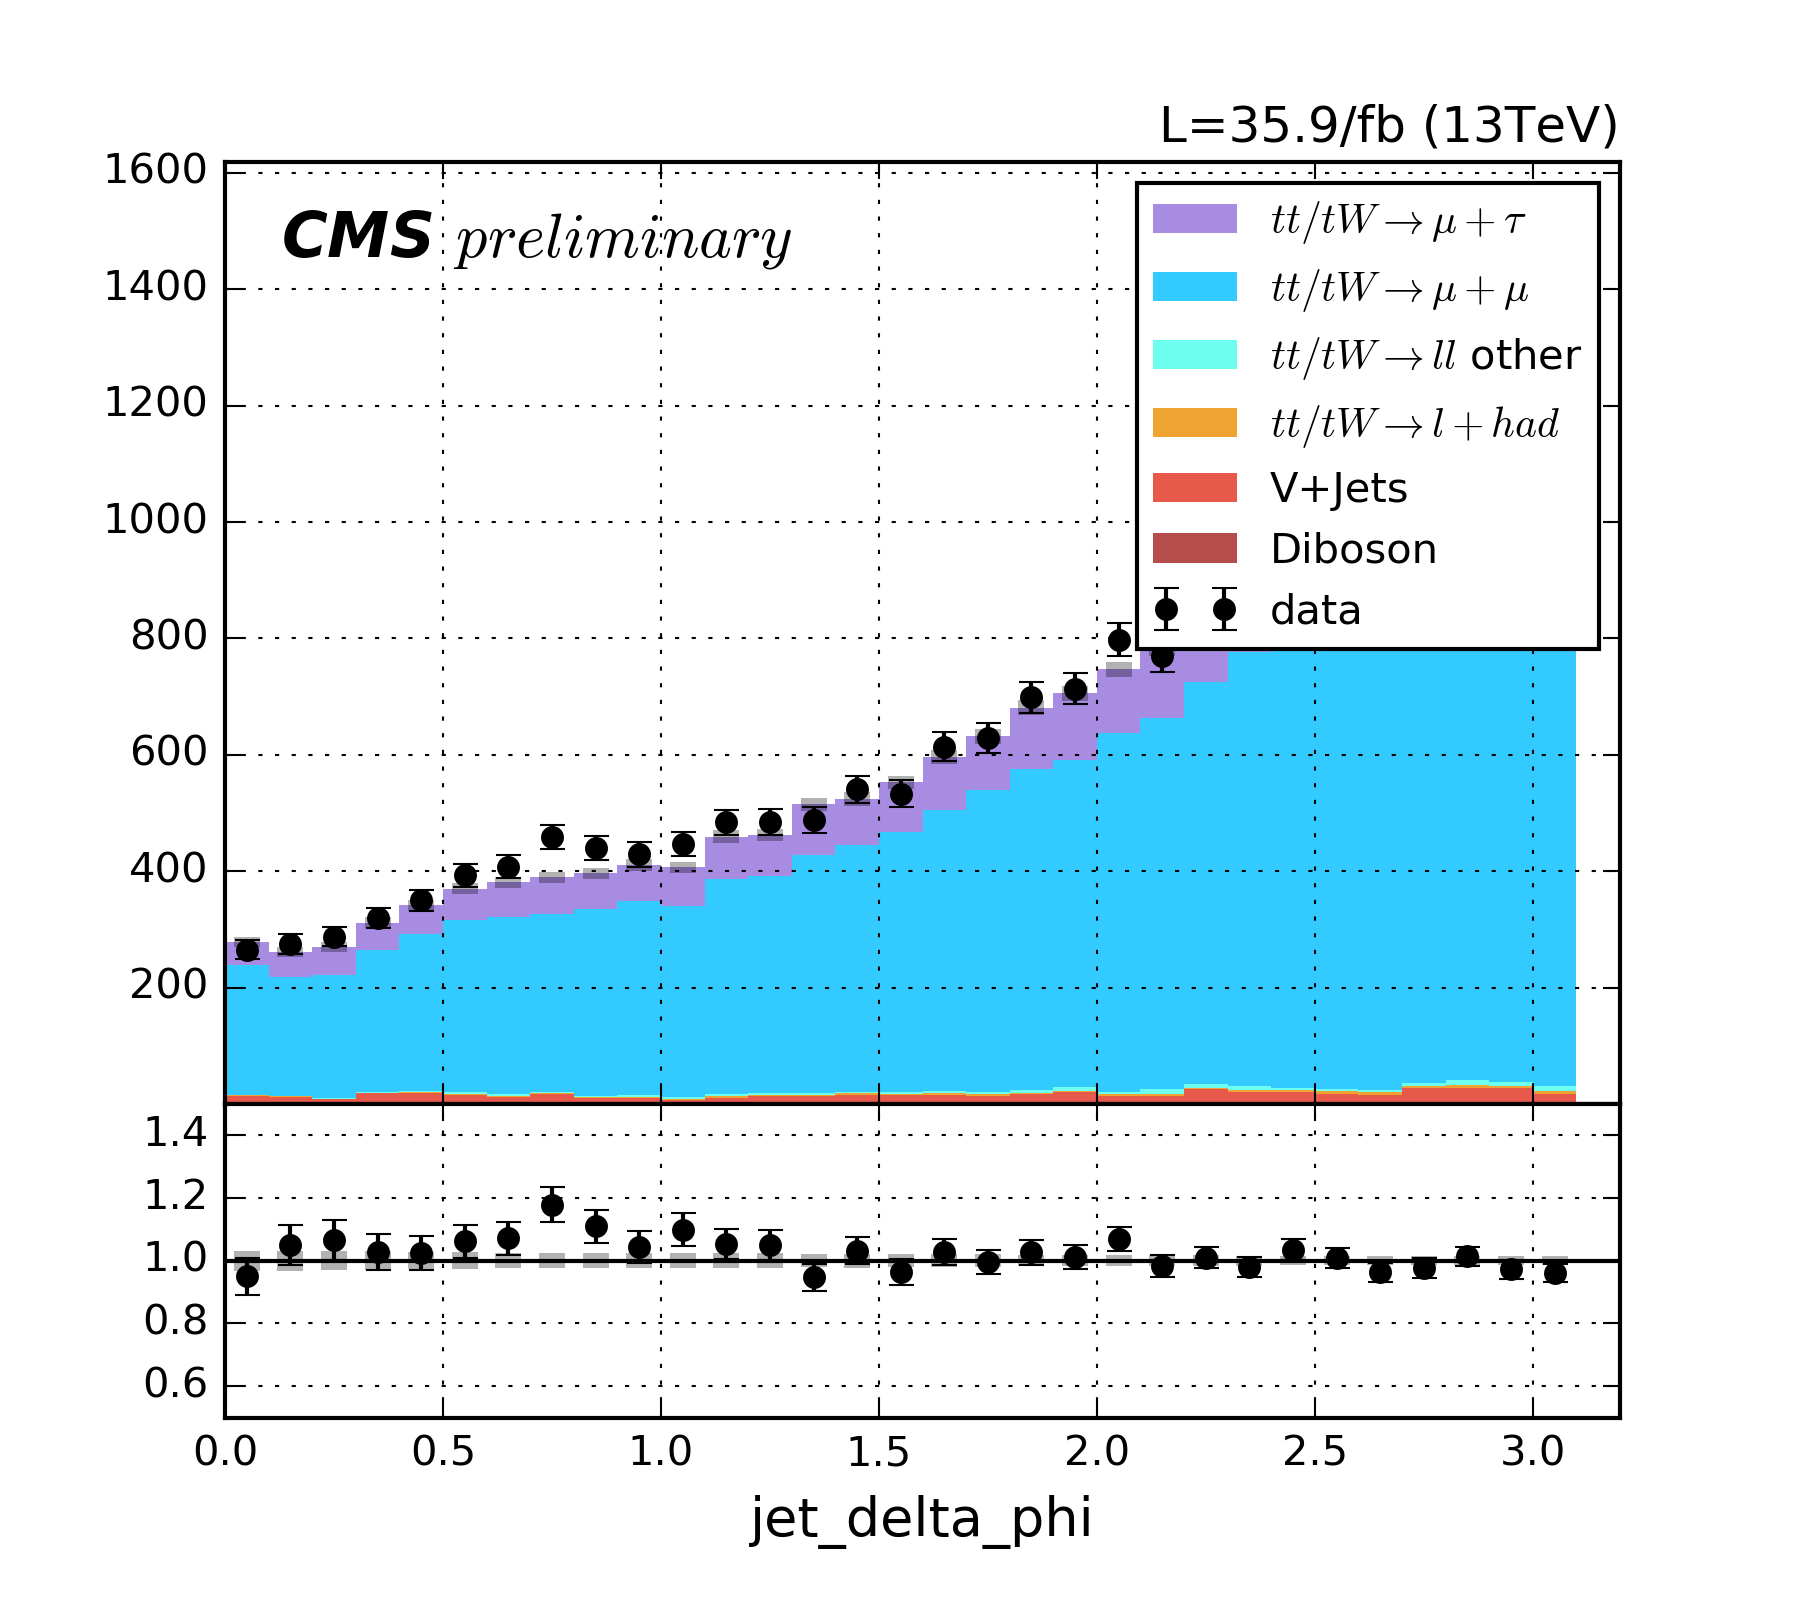 L=35.9/fb (13TeV)
CMS preliminary
1600
1400
1200
1000
800
600
400
200
tt/tW→μ+τ
tt/tW→μ+μ
tt/tW→ll other
tt/tW→l+had
V+Jets
Diboson
data
1.4
1.2
1.0
0.8
0.6
0.0 0.5 1.0 1.5 2.0 2.5 3.0
jet_delta_phi